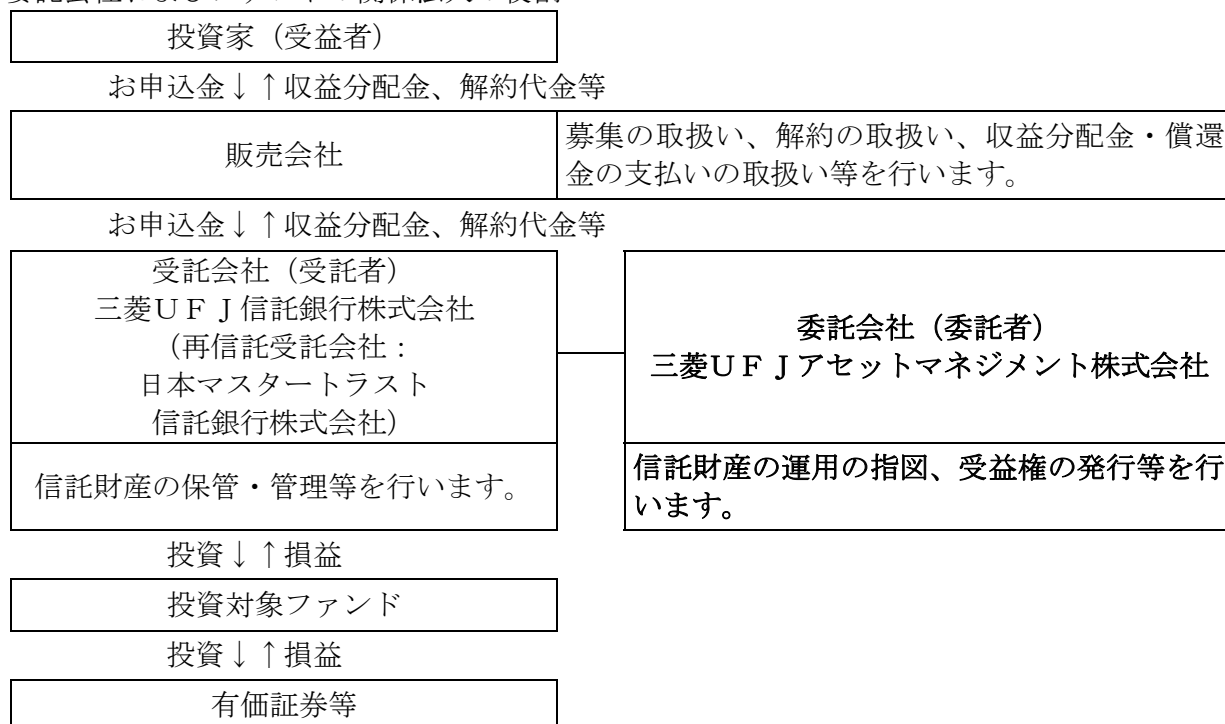 委託会社およびファンドの関係法人の役割
投資家（受益者）
お申込金↓↑収益分配金、解約代金等
販売会社
募集の取扱い、解約の取扱い、収益分配金・償還
金の支払いの取扱い等を行います。
お申込金↓↑収益分配金、解約代金等
受託会社（受託者）
三菱ＵＦＪ信託銀行株式会社
（再信託受託会社：
日本マスタートラスト
信託銀行株式会社）
委託会社（委託者）
三菱ＵＦＪアセットマネジメント株式会社
信託財産の保管・管理等を行います。
信託財産の運用の指図、受益権の発行等を行
います。
投資↓↑損益
投資対象ファンド
投資↓↑損益
有価証券等